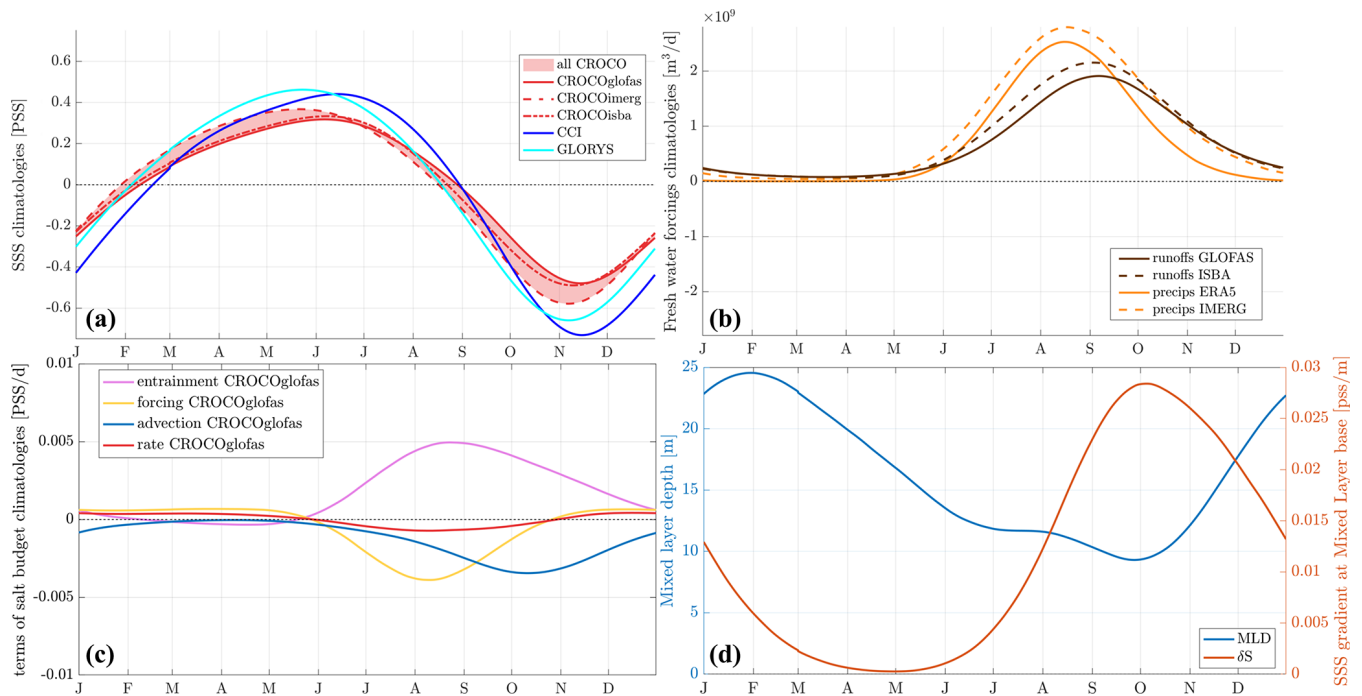 SSS climatologies [PSS]
0.6
0.4
0.2
0
-0.2
-0.4
-0.6
all CROCO
CROCOglofas
CROCOimerg
CROCOisba
CCI
GLORYS
(a)
J F M A M J J A S O N D
×10⁹
Fresh water forcings climatologies [m³/d]
2
1
0
-1
-2
runoffs GLOFAS
runoffs ISBA
precips ERA5
precips IMERG
(b)
J F M A M J J A S O N D
terms of salt budget climatologies [PSS/d]
0.01
0.005
0
-0.005
-0.01
entrainment CROCOglofas
forcing CROCOglofas
advection CROCOglofas
rate CROCOglofas
(c)
J F M A M J J A S O N D
Mixed layer depth [m]
25
20
15
10
5
0
MLD
δS
(d)
J F M A M J J A S O N D
0.03
0.025
0.02
0.015
0.01
0.005
0
SSS gradient at Mixed Layer base [pss/m]